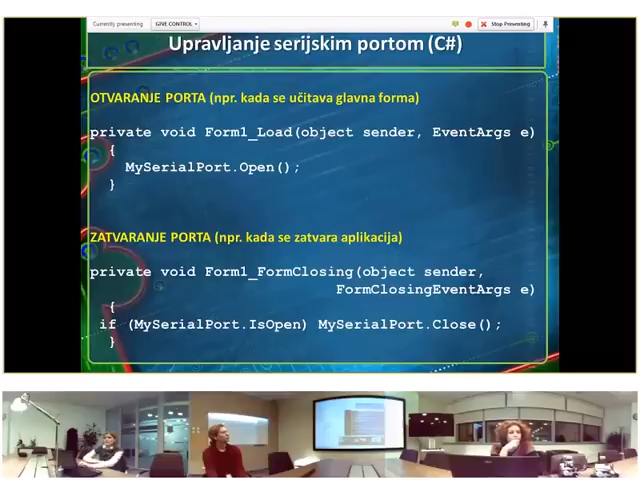 Currently presenting
GIVE CONTROL
Stop Presenting
Upravljanje serijskim portom (C#)
OTVARANJE PORTA (npr. kada se učitava glavna forma)
private void Form1_Load(object sender, EventArgs e)
{
MySerialPort.Open();
}
ZATVARANJE PORTA (npr. kada se zatvara aplikacija)
private void Form1_FormClosing(object sender,
FormClosingEventArgs e)
{
if (MySerialPort.IsOpen) MySerialPort.Close();
}